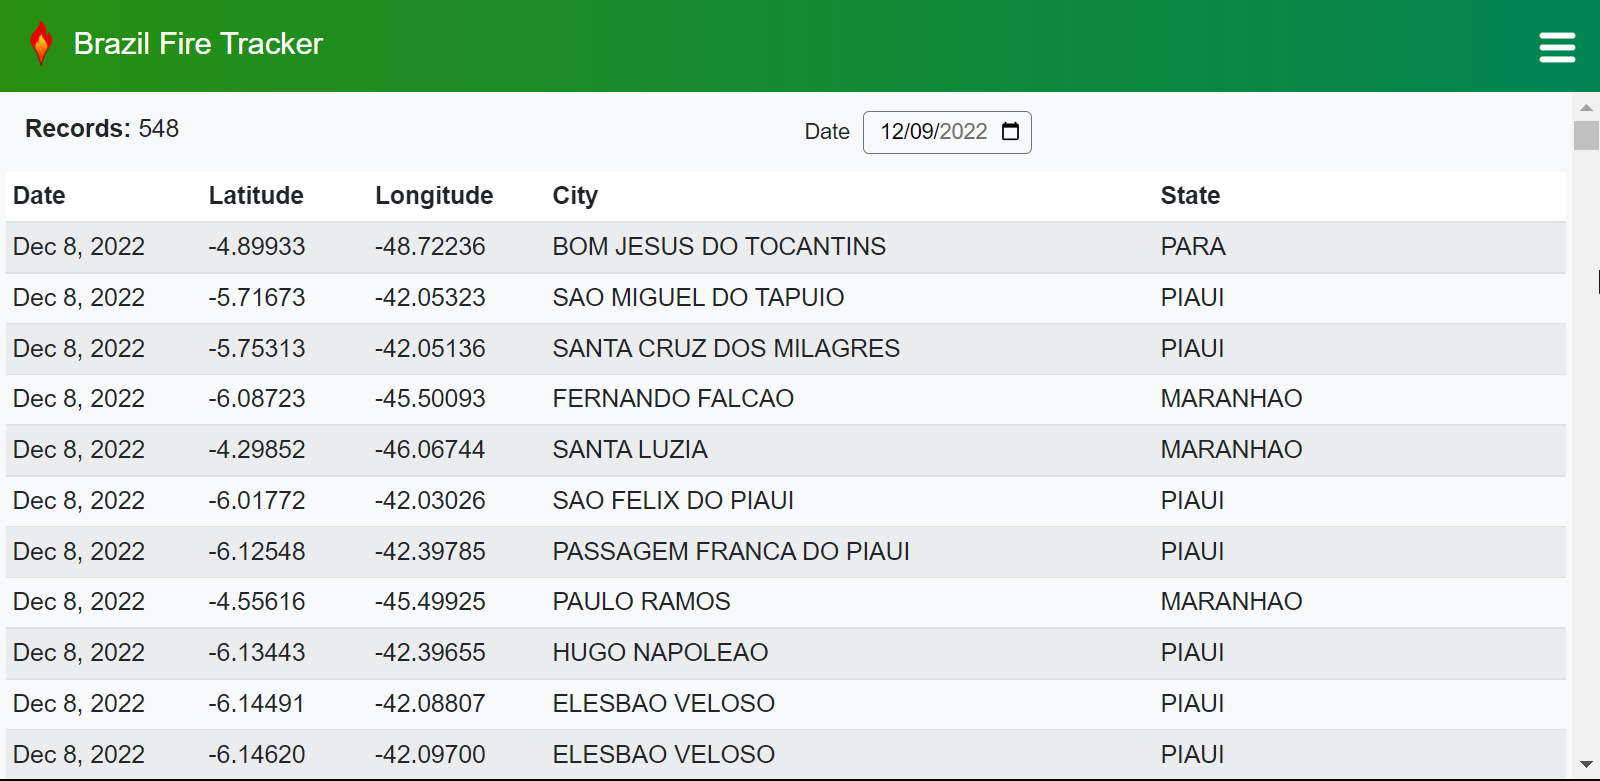 Brazil Fire Tracker
Records: 548 Date 12/09/2022
Date Latitude Longitude City State
Dec 8, 2022 -4.89933 -48.72236 BOM JESUS DO TOCANTINS PARA
Dec 8, 2022 -5.71673 -42.05323 SAO MIGUEL DO TAPUIO PIAUI
Dec 8, 2022 -5.75313 -42.05136 SANTA CRUZ DOS MILAGRES PIAUI
Dec 8, 2022 -6.08723 -45.50093 FERNANDO FALCAO MARANHAO
Dec 8, 2022 -4.29852 -46.06744 SANTA LUZIA MARANHAO
Dec 8, 2022 -6.01772 -42.03026 SAO FELIX DO PIAUI PIAUI
Dec 8, 2022 -6.12548 -42.39785 PASSAGEM FRANCA DO PIAUI PIAUI
Dec 8, 2022 -4.55616 -45.49925 PAULO RAMOS MARANHAO
Dec 8, 2022 -6.13443 -42.39655 HUGO NAPOLEAO PIAUI
Dec 8, 2022 -6.14491 -42.08807 ELESBAO VELOSO PIAUI
Dec 8, 2022 -6.14620 -42.09700 ELESBAO VELOSO PIAUI